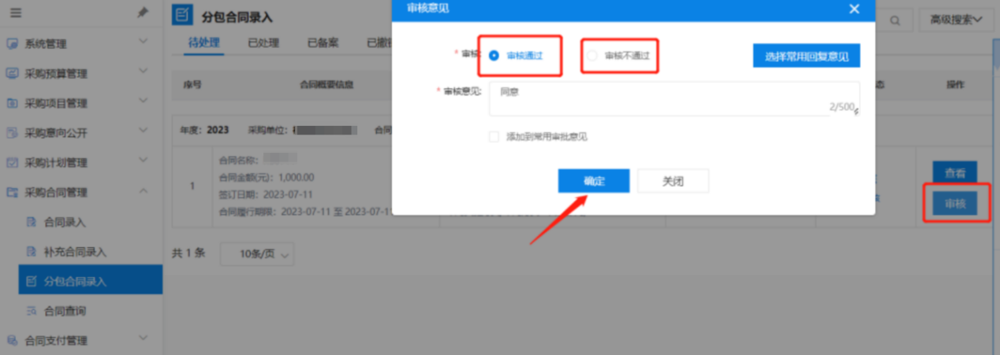 审核意见
分包合同录入
高级搜索
待处理
已处理
已备案
已撤
系统管理
采购预算管理
采购项目管理
采购意向公开
采购计划管理
采购合同管理
合同录入
补充合同录入
分包合同录入
合同查询
合同支付管理
* 审核:
审核通过
审核不通过
选择常用回复意见
* 审核意见:
同意
2/500
添加到常用审批意见
确定
关闭
序号
合同概要信息
态
操作
年度：2023
采购单位：
合同
1
合同名称：
合同金额(元)：1,000.00
签订日期：2023-07-11
合同履行期限：2023-07-11 至 2023-07-11
查看
审核
共 1 条
10条/页